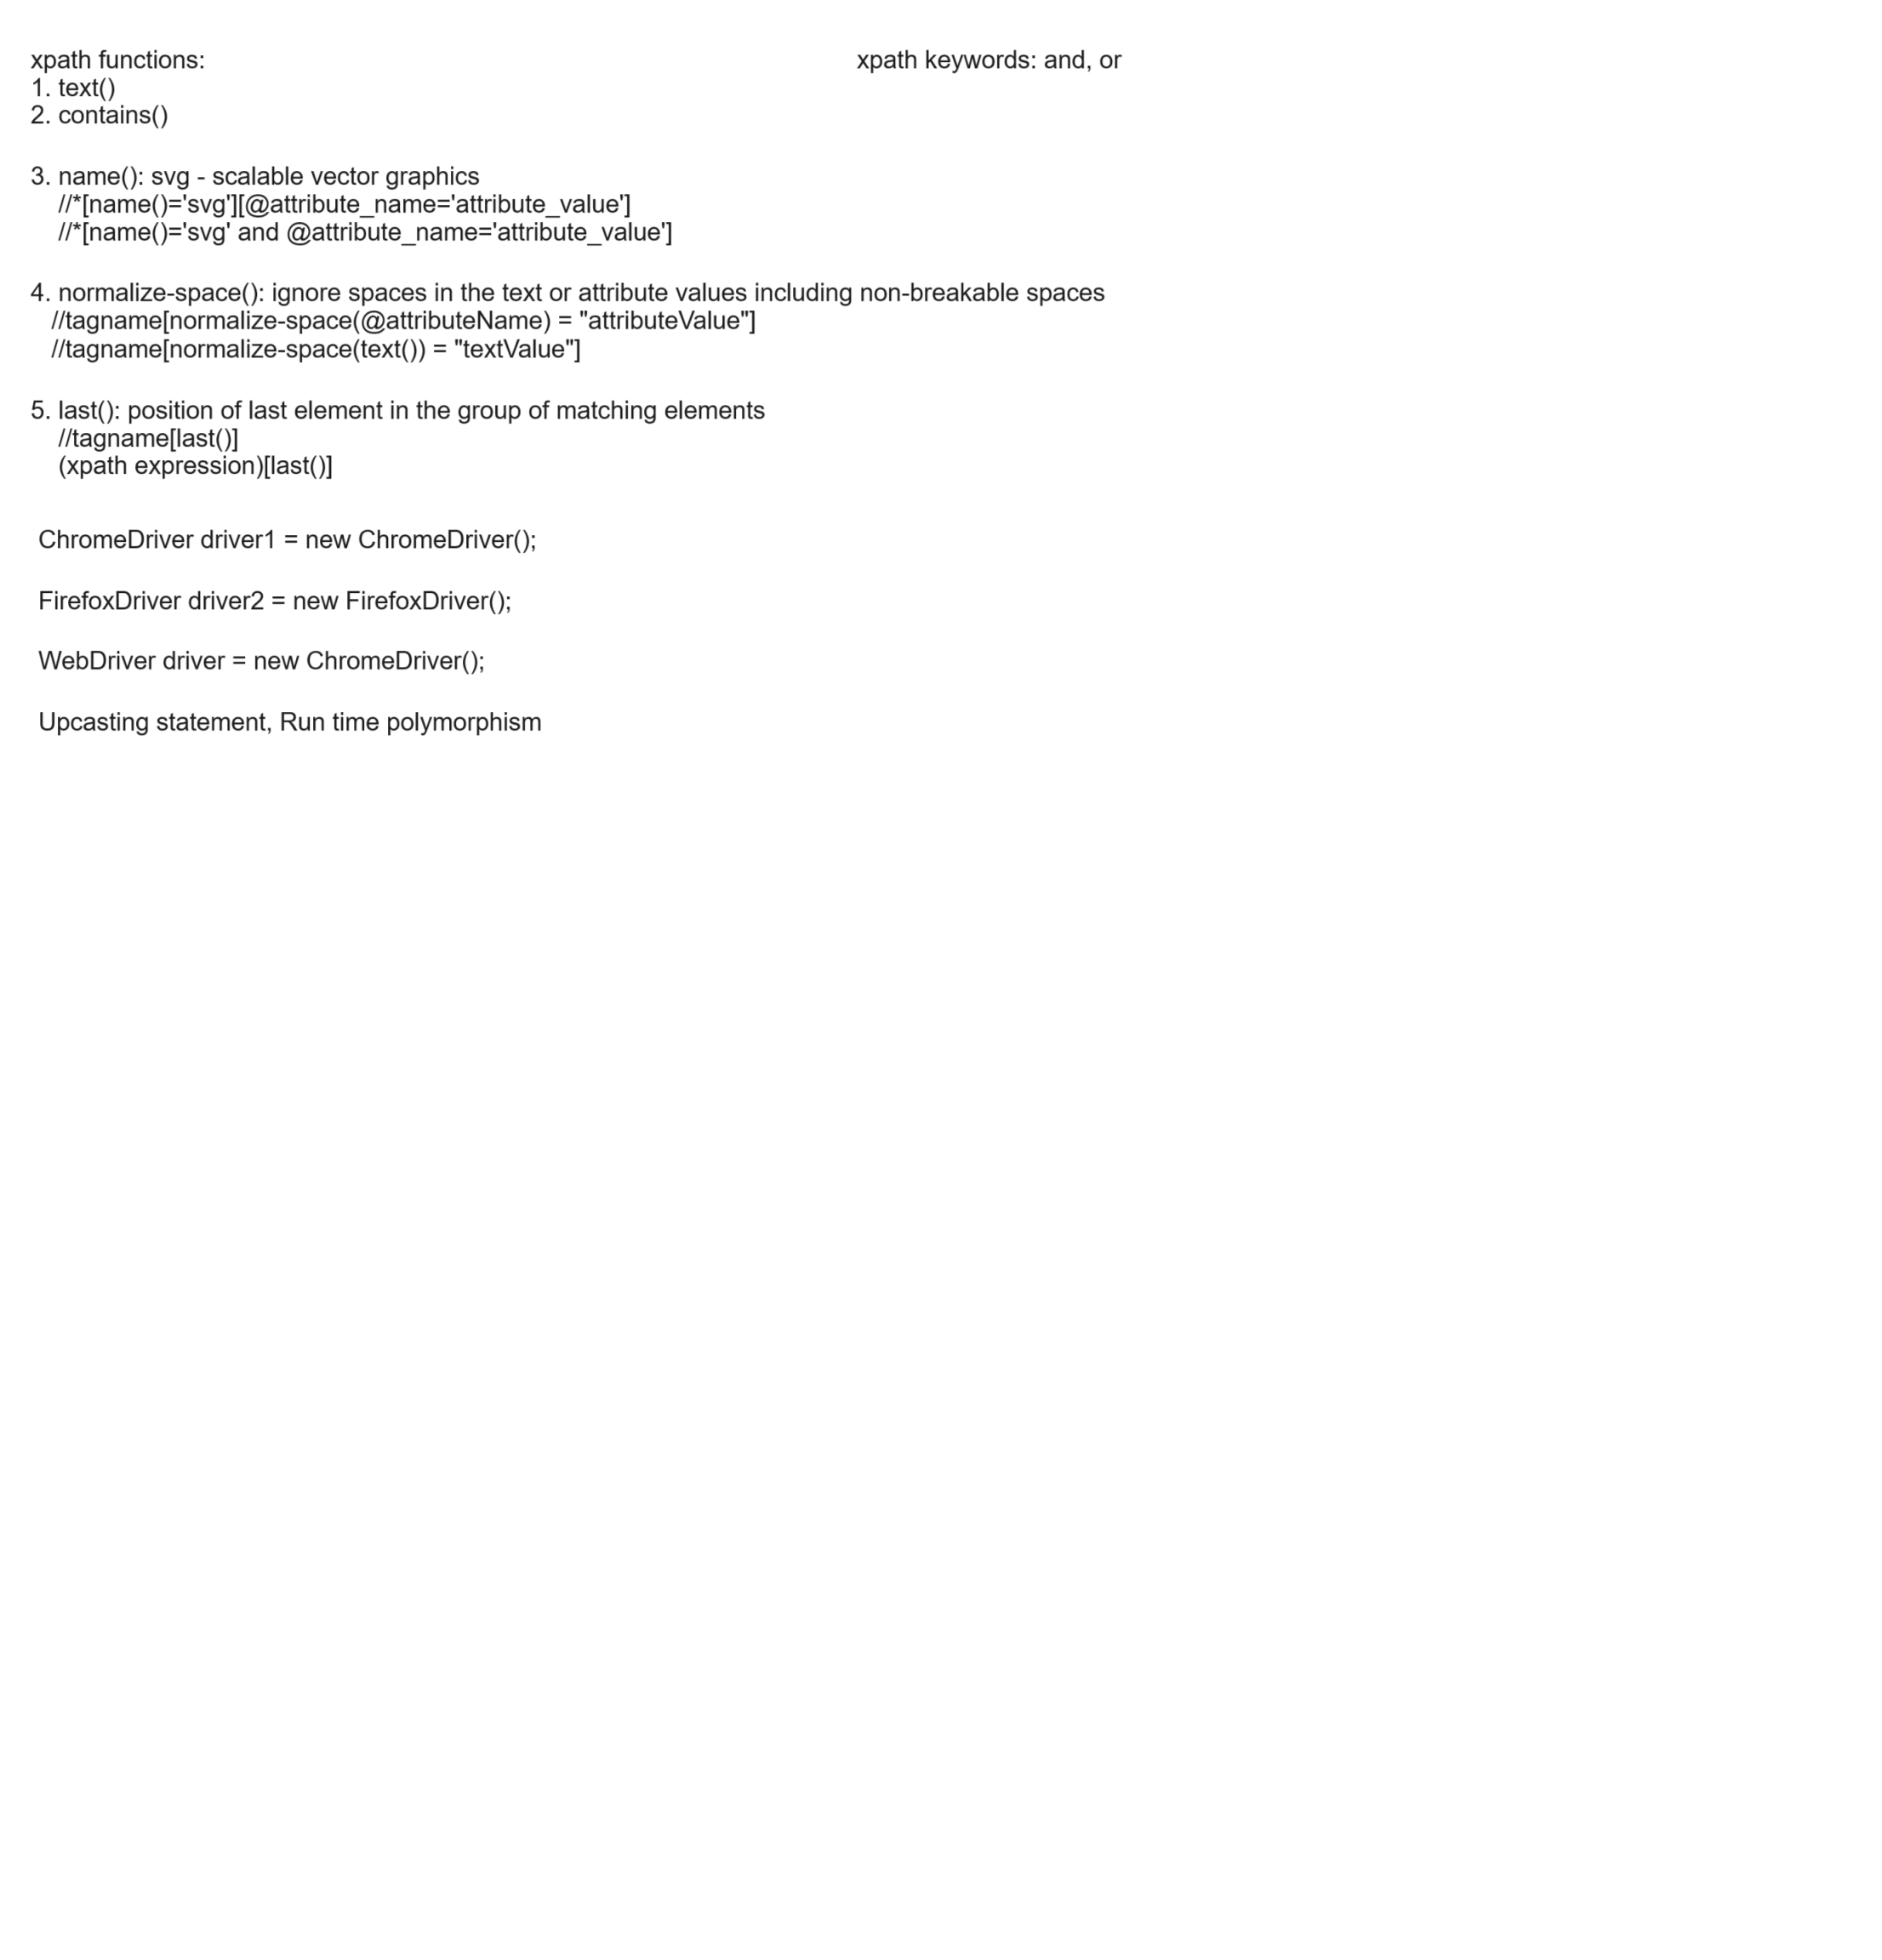 xpath functions:
xpath keywords: and, or
1. text()
2. contains()
3. name(): svg - scalable vector graphics
//*[name()='svg'][@attribute_name='attribute_value']
//*[name()='svg' and @attribute_name='attribute_value']
4. normalize-space(): ignore spaces in the text or attribute values including non-breakable spaces
//tagname[normalize-space(@attributeName) = "attributeValue"]
//tagname[normalize-space(text()) = "textValue"]
5. last(): position of last element in the group of matching elements
//tagname[last()]
(xpath expression)[last()]
ChromeDriver driver1 = new ChromeDriver();
FirefoxDriver driver2 = new FirefoxDriver();
WebDriver driver = new ChromeDriver();
Upcasting statement, Run time polymorphism